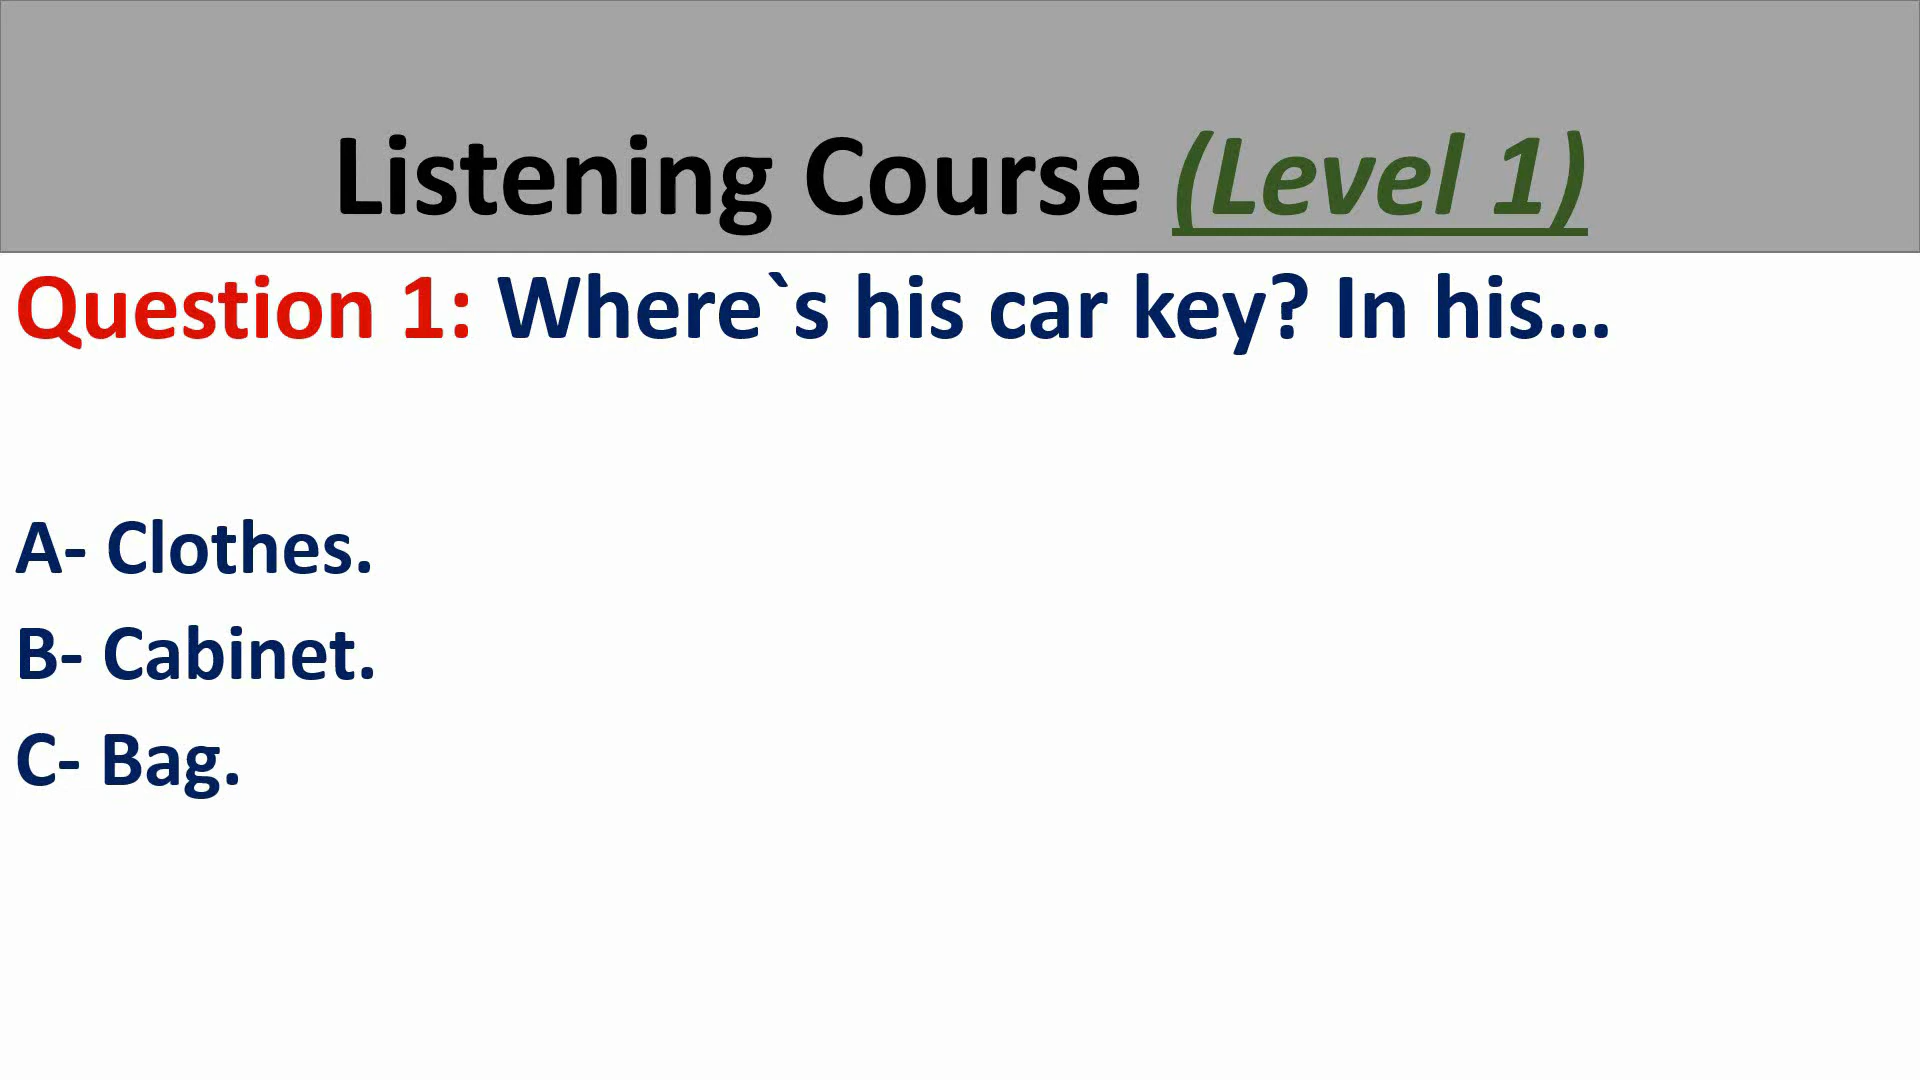 Listening Course (Level 1)
Question 1: Where`s his car key? In his...
A- Clothes.
B- Cabinet.
C- Bag.